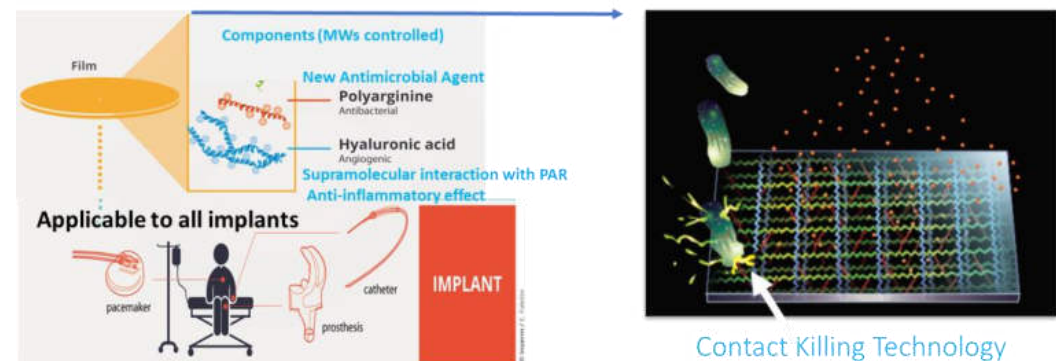 Components (MWs controlled)
Film
New Antimicrobial Agent
Polyarginine
Antibacterial
Hyaluronic acid
Angiogenic
Supramolecular interaction with PAR
Anti-inflammatory effect
Applicable to all implants
pacemaker
prosthesis
catheter
IMPLANT
Contact Killing Technology